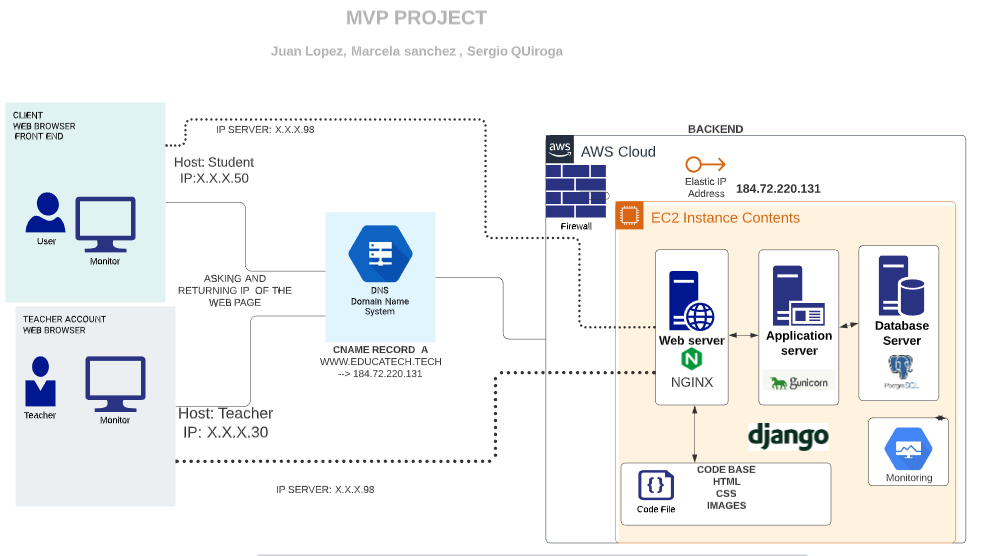 MVP PROJECT
Juan Lopez, Marcela sanchez , Sergio QUiroga
CLIENT
WEB BROWSER
FRONT END
User
Monitor
IP SERVER: X.X.X.98
Host: Student
IP:X.X.X.50
ASKING AND
RETURNING IP OF THE
WEB PAGE
TEACHER ACCOUNT
WEB BROWSER
Teacher
Monitor
Host: Teacher
IP: X.X.X.30
IP SERVER: X.X.X.98
DNS
Domain Name
System
CNAME RECORD A
WWW.EDUCATECH.TECH
--> 184.72.220.131
BACKEND
aws
AWS Cloud
Firewall
Elastic IP
Address
184.72.220.131
EC2 Instance Contents
Web server
N
NGINX
Application
server
gunicorn
Database
Server
PostgreSQL
django
Monitoring
{}
Code File
CODE BASE
HTML
CSS
IMAGES